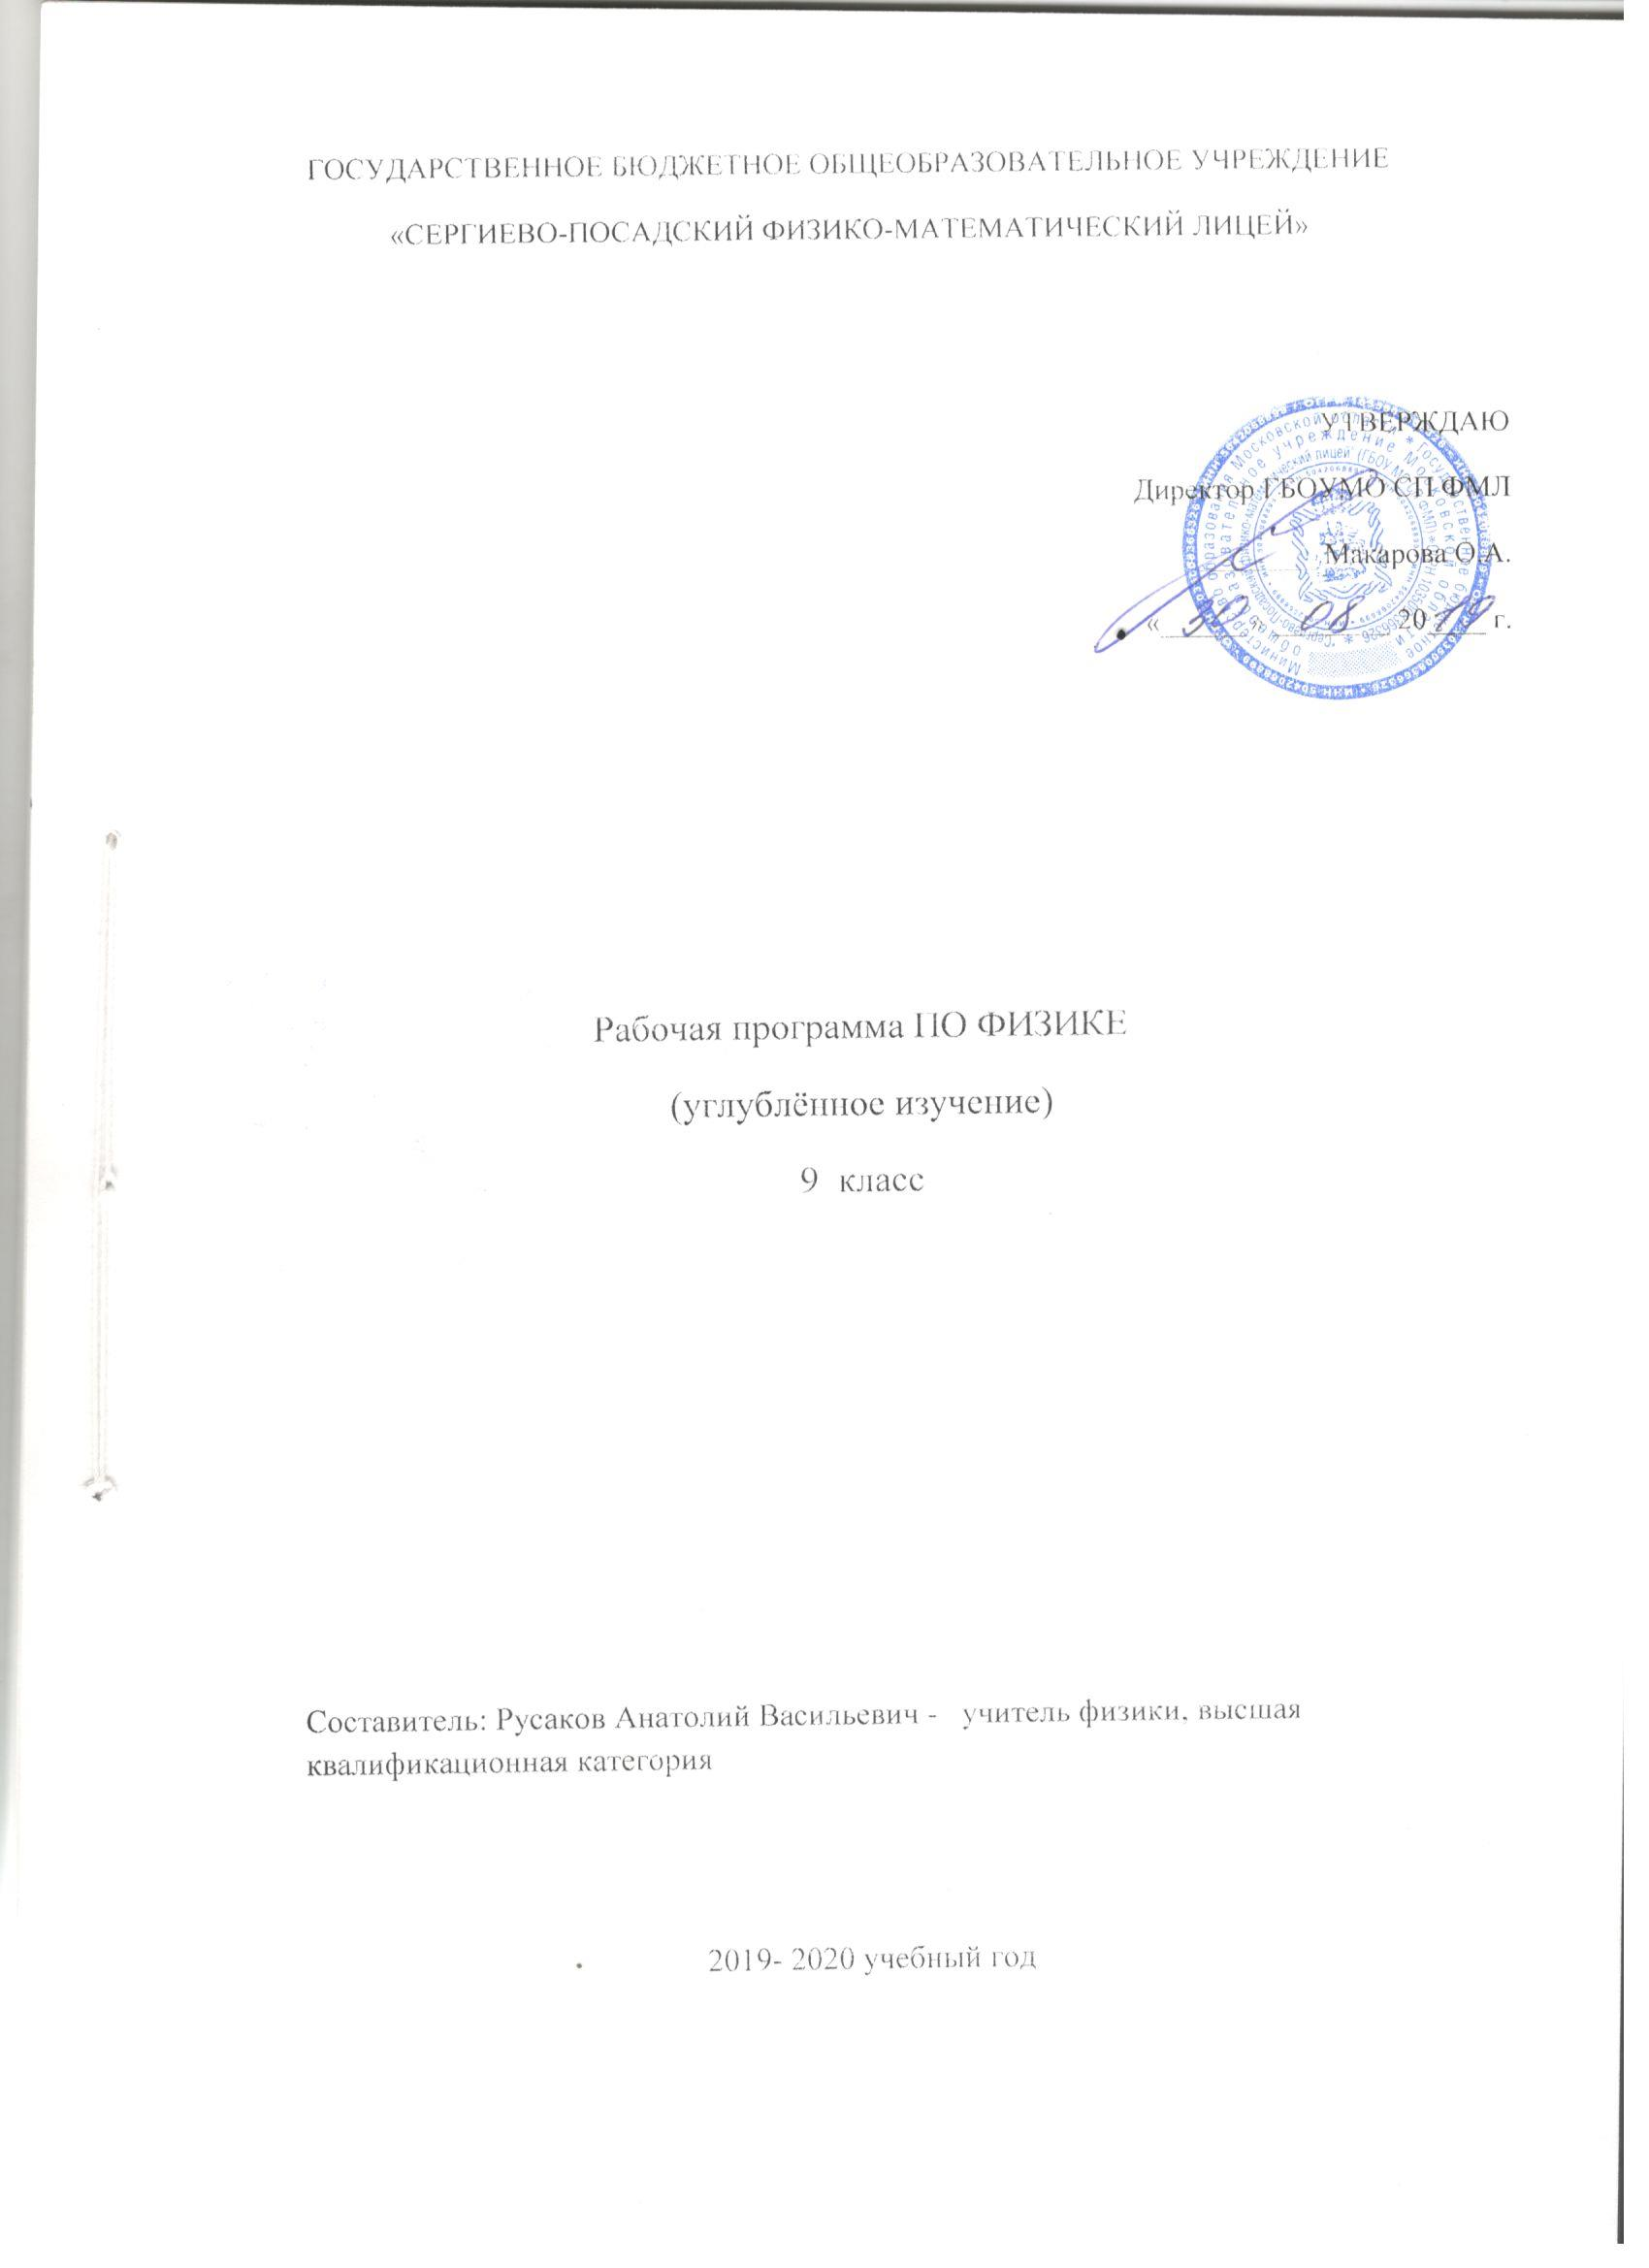 ГОСУДАРСТВЕННОЕ БЮДЖЕТНОЕ ОБЩЕОБРАЗОВАТЕЛЬНОЕ УЧРЕЖДЕНИЕ
«СЕРГИЕВО-ПОСАДСКИЙ ФИЗИКО-МАТЕМАТИЧЕСКИЙ ЛИЦЕЙ»
УТВЕРЖДАЮ
Директор ГБОУМО СП ФМЛ
Макарова О.А.
« 30 » 08 2019 г.
Рабочая программа ПО ФИЗИКЕ
(углублённое изучение)
9 класс
Составитель: Русаков Анатолий Васильевич - учитель физики, высшая
квалификационная категория
2019- 2020 учебный год